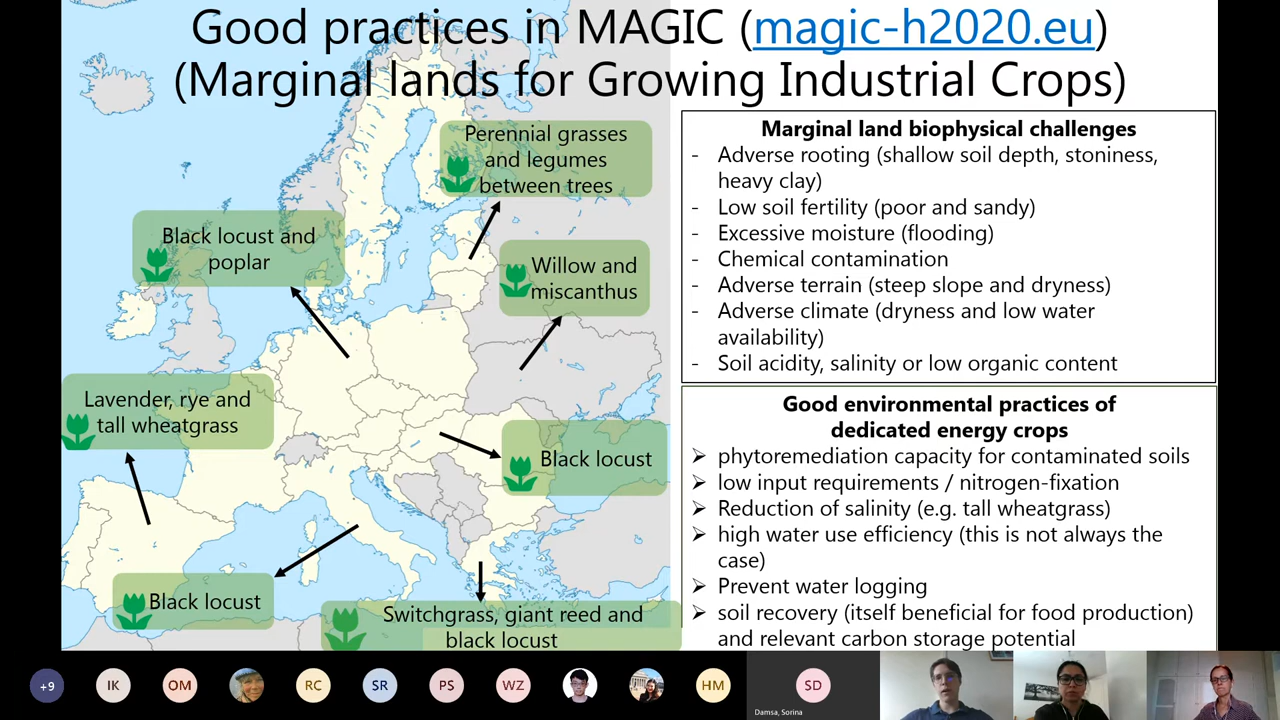 Good practices in MAGIC (magic-h2020.eu)
(Marginal lands for Growing Industrial Crops)
Perennial grasses
and legumes
between trees
Black locust and
poplar
Willow and
miscanthus
Lavender, rye and
tall wheatgrass
Black locust
Black locust
Switchgrass, giant reed and
black locust
Marginal land biophysical challenges
- Adverse rooting (shallow soil depth, stoniness,
heavy clay)
- Low soil fertility (poor and sandy)
- Excessive moisture (flooding)
- Chemical contamination
- Adverse terrain (steep slope and dryness)
- Adverse climate (dryness and low water
availability)
- Soil acidity, salinity or low organic content
Good environmental practices of
dedicated energy crops
➢ phytoremediation capacity for contaminated soils
➢ low input requirements / nitrogen-fixation
➢ Reduction of salinity (e.g. tall wheatgrass)
➢ high water use efficiency (this is not always the
case)
➢ Prevent water logging
➢ soil recovery (itself beneficial for food production)
and relevant carbon storage potential
+9
IK
OM
RC
SR
PS
WZ
HM
SD
Damsa, Sorina